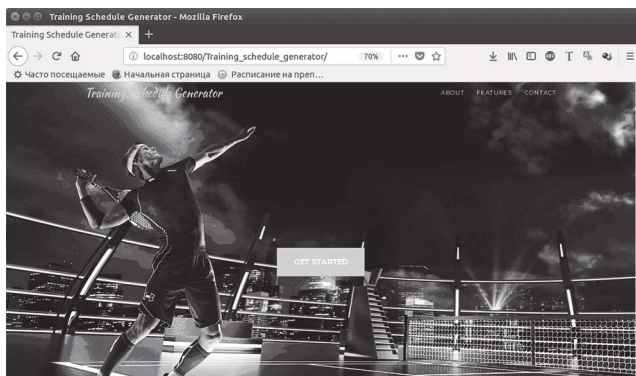 Training Schedule Generator - Mozilla Firefox
Training Schedule Generato
localhost:8080/Training_schedule_generator/ 70%
Часто посещаемые Начальная страница Расписание на преп…
Training Schedule Generator ABOUT FEATURES CONTACT
GET STARTED